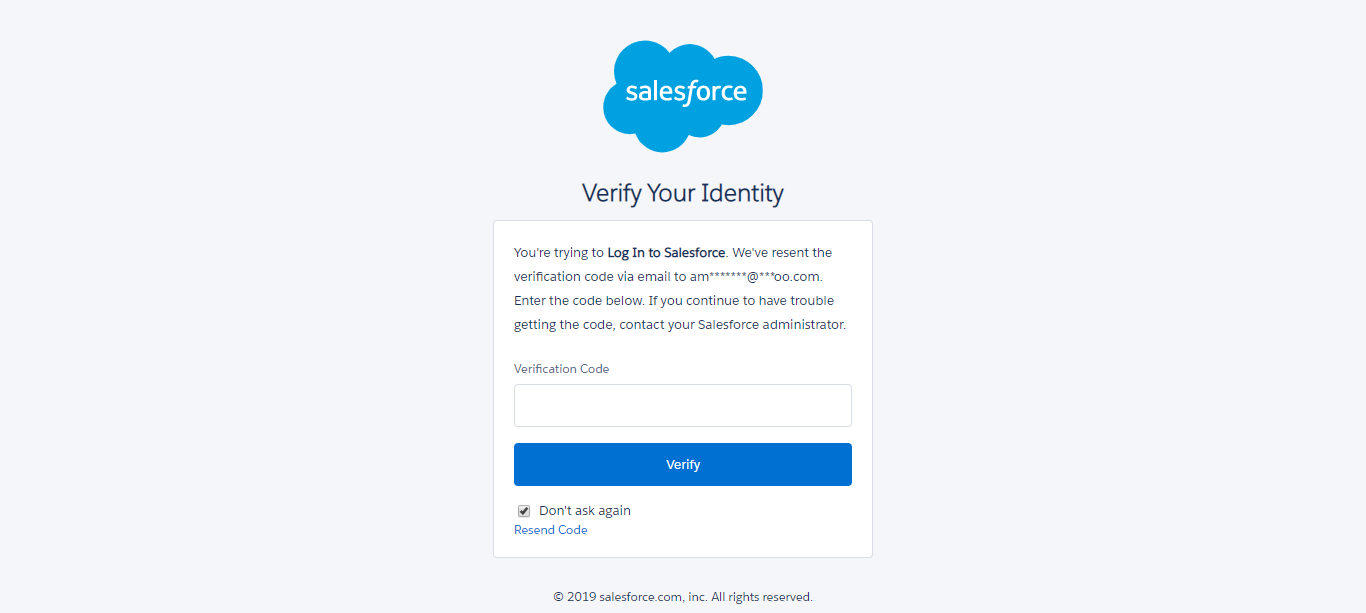 salesforce
Verify Your Identity
You're trying to Log In to Salesforce. We've resent the
verification code via email to am*******@***oo.com.
Enter the code below. If you continue to have trouble
getting the code, contact your Salesforce administrator.
Verification Code
Verify
Don't ask again
Resend Code
© 2019 salesforce.com, inc. All rights reserved.